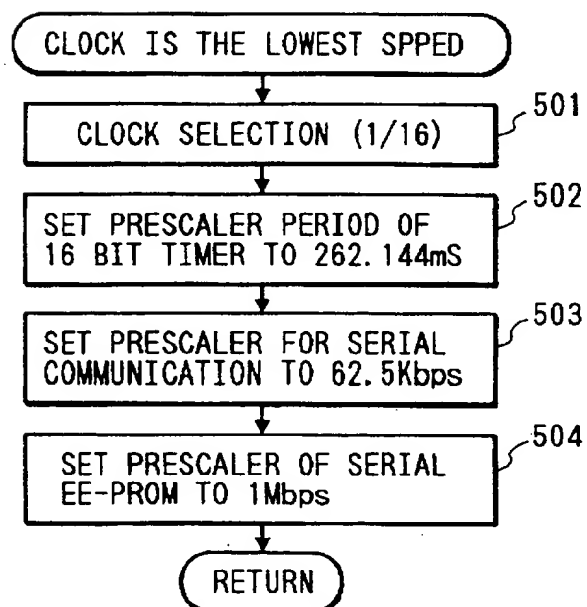 CLOCK IS THE LOWEST SPPED
501
CLOCK SELECTION (1/16)
502
SET PRESCALER PERIOD OF
16 BIT TIMER TO 262.144mS
503
SET PRESCALER FOR SERIAL
COMMUNICATION TO 62.5Kbps
504
SET PRESCALER OF SERIAL
EE-PROM TO 1Mbps
RETURN